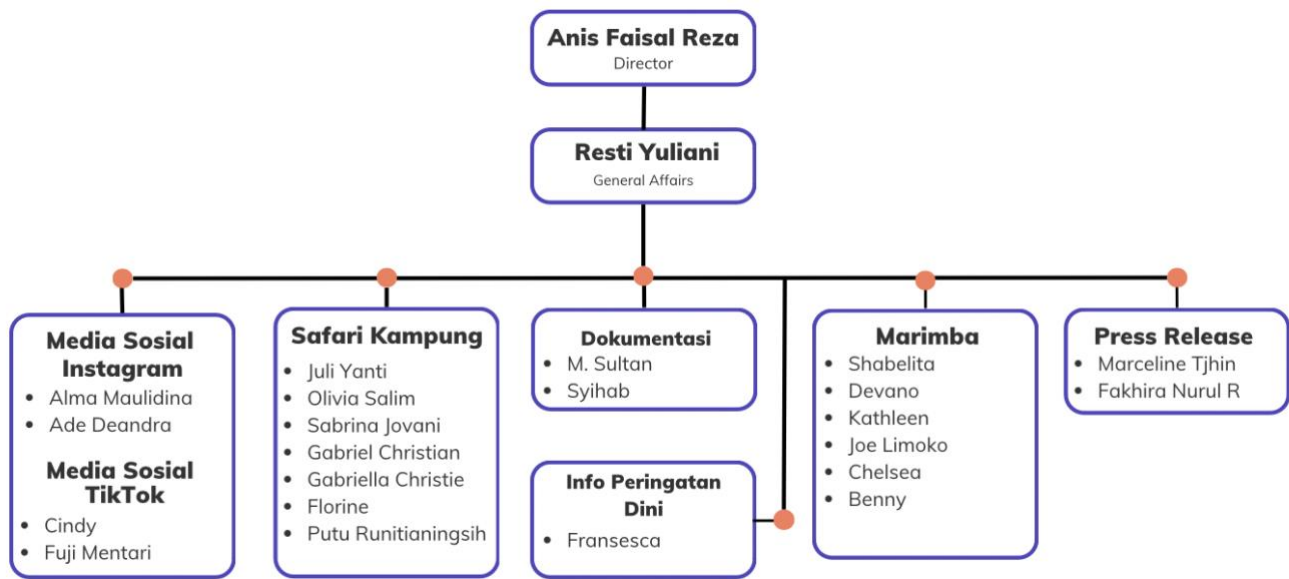 Anis Faisal Reza
Director
Resti Yuliani
General Affairs
Media Sosial
Instagram
• Alma Maulidina
• Ade Deandra
Media Sosial
TikTok
• Cindy
• Fuji Mentari
Safari Kampung
• Juli Yanti
• Olivia Salim
• Sabrina Jovani
• Gabriel Christian
• Gabriella Christie
• Florine
• Putu Runitianingsih
Dokumentasi
• M. Sultan
• Syihab
Info Peringatan
Dini
• Fransesca
Marimba
• Shabelita
• Devano
• Kathleen
• Joe Limoko
• Chelsea
• Benny
Press Release
• Marceline Tjhin
• Fakhira Nurul R